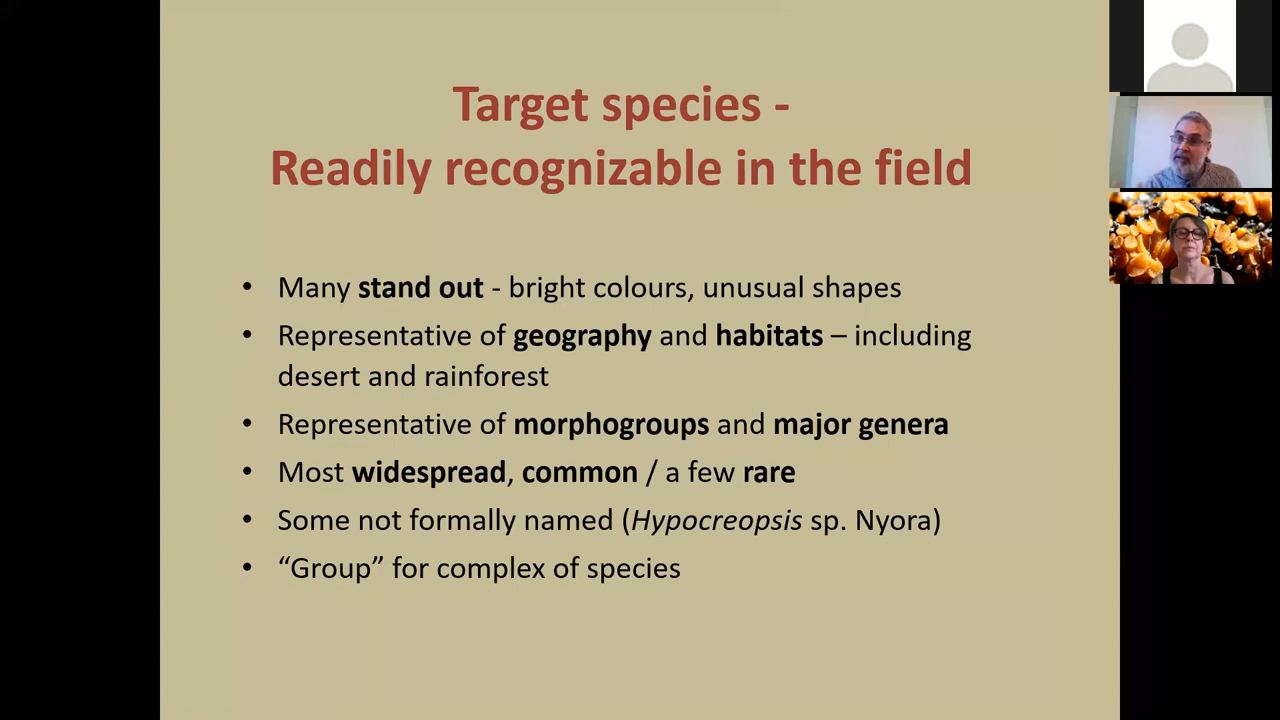 Target species -
Readily recognizable in the field
• Many stand out - bright colours, unusual shapes
• Representative of geography and habitats – including
desert and rainforest
• Representative of morphogroups and major genera
• Most widespread, common / a few rare
• Some not formally named (Hypocreopsis sp. Nyora)
• “Group” for complex of species